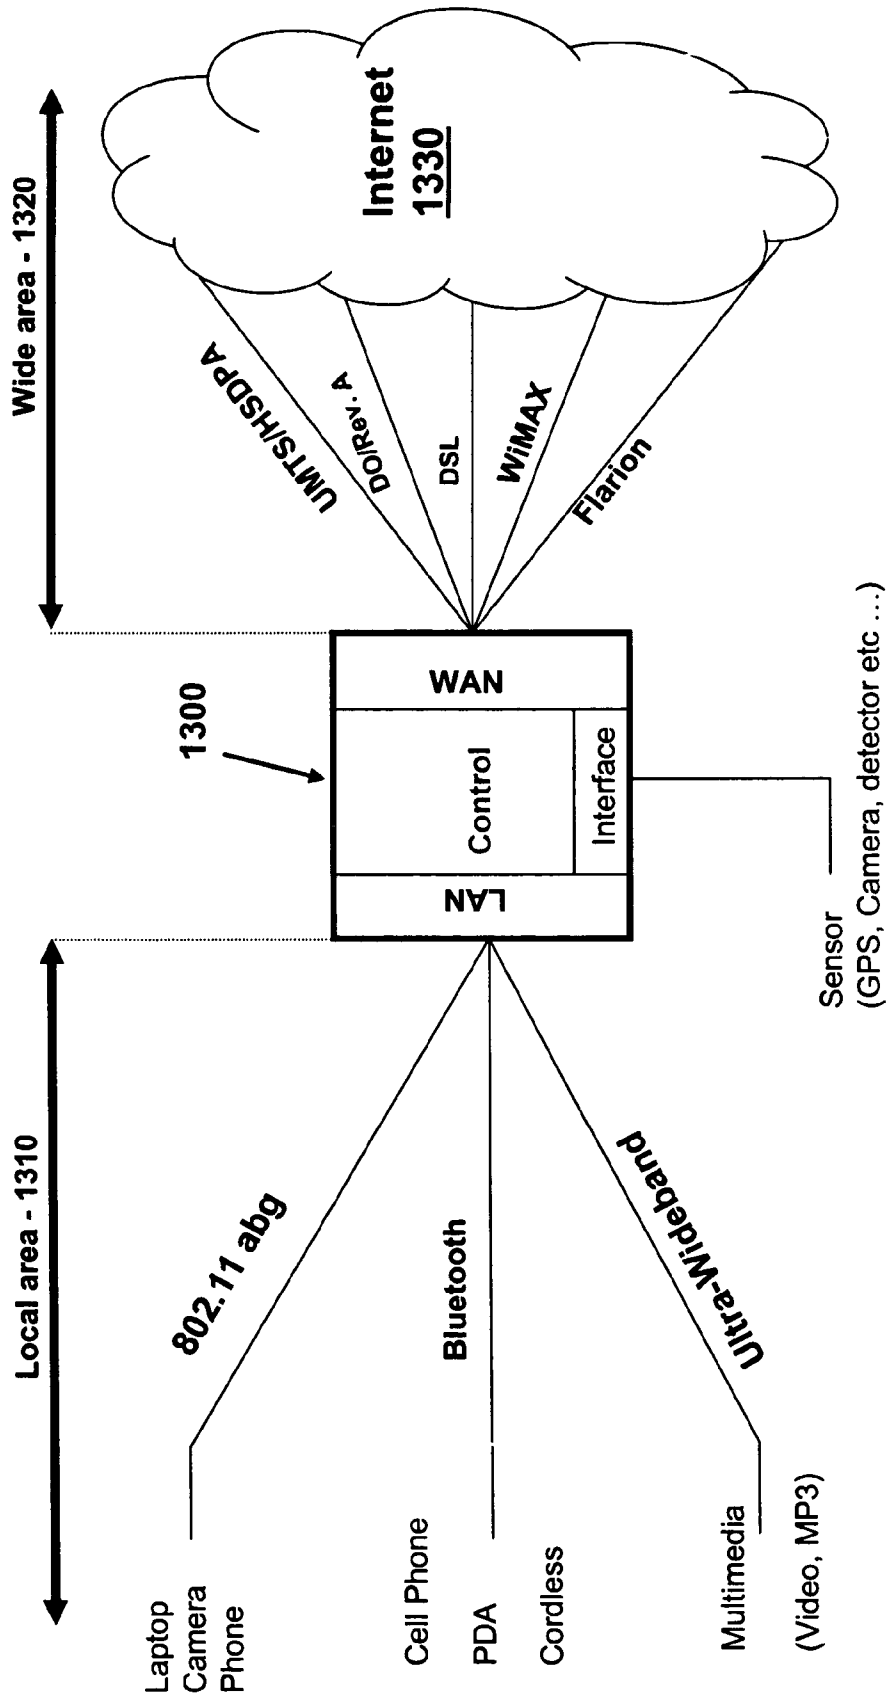 Local area - 1310
Wide area - 1320
1300
Laptop
Camera
Phone
802.11 abg
Cell Phone
PDA
Cordless
Bluetooth
Multimedia
(Video, MP3)
Ultra-Wideband
LAN
Control
Interface
WAN
Sensor
(GPS, Camera, detector etc ...)
UMTS/HSDPA
DO/Rev. A
DSL
WiMAX
Flarion
Internet
1330